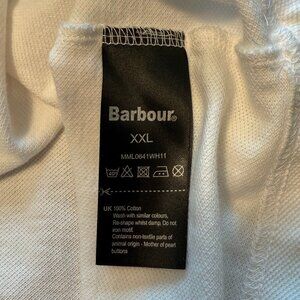 Barbour®
XXL
MML0641WH11
UK 100% Cotton
Wash with similar colours,
Re-shape whilst damp, Do not
iron motif.
Contains non-textile parts of
animal origin - Mother of pearl
buttons